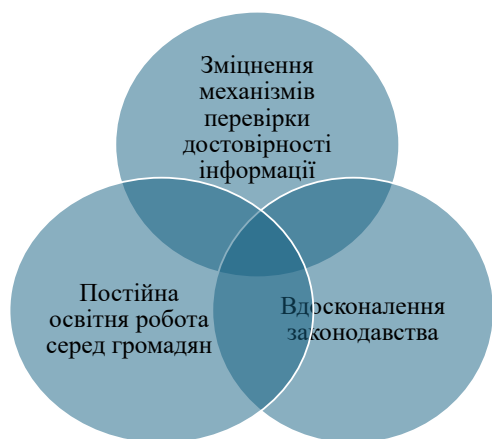 Зміцнення
механізмів
перевірки
достовірності
інформації
Постійна
освітня робота
серед громадян
Вдосконалення
законодавства